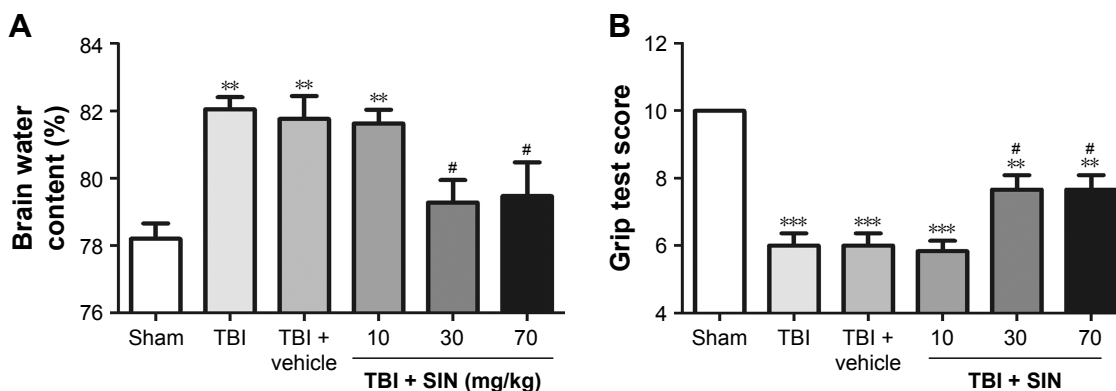 A
Brain water
content (%)
84
82
80
78
76
**
**
**
#
#
Sham
TBI
TBI +
vehicle
10
30
70
TBI + SIN (mg/kg)
B
Grip test score
12
10
8
6
4
***
***
***
#
**
#
**
Sham
TBI
TBI +
vehicle
10
30
70
TBI + SIN